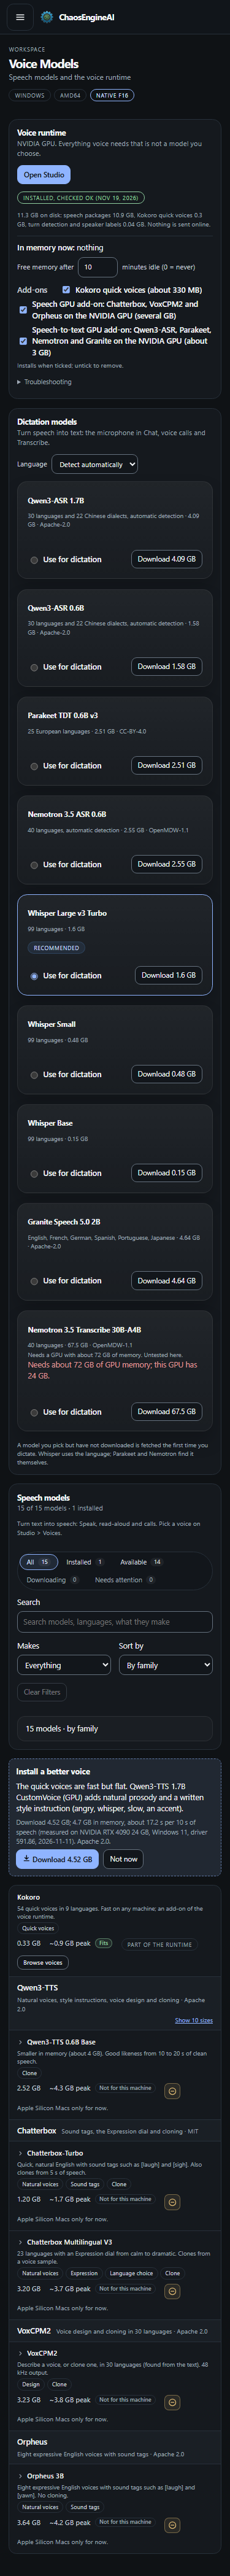 ChaosEngineAI
WORKSPACE
Voice Models
Speech models and the voice runtime
WINDOWS
AMD64
NATIVE F16
Voice runtime
NVIDIA GPU. Everything voice needs that is not a model you
choose.
Open Studio
INSTALLED, CHECKED OK (NOV 19, 2026)
11.3 GB on disk: speech packages 10.9 GB, Kokoro quick voices 0.3
GB, turn detection and speaker labels 0.04 GB. Nothing is sent online.
In memory now: nothing
Free memory after
10
minutes idle (0 = never)
Add-ons
Kokoro quick voices (about 330 MB)
Speech GPU add-on: Chatterbox, VoxCPM2 and
Orpheus on the NVIDIA GPU (several GB)
Speech-to-text GPU add-on: Qwen3-ASR, Parakeet,
Nemotron and Granite on the NVIDIA GPU (about
3 GB)
Installs when ticked; untick to remove.
Troubleshooting
Dictation models
Turn speech into text: the microphone in Chat, voice calls and
Transcribe.
Language
Detect automatically
Qwen3-ASR 1.7B
30 languages and 22 Chinese dialects, automatic detection · 4.09
GB · Apache-2.0
Use for dictation
Download 4.09 GB
Qwen3-ASR 0.6B
30 languages and 22 Chinese dialects, automatic detection · 1.58
GB · Apache-2.0
Use for dictation
Download 1.58 GB
Parakeet TDT 0.6B v3
25 European languages · 2.51 GB · CC-BY-4.0
Use for dictation
Download 2.51 GB
Nemotron 3.5 ASR 0.6B
40 languages, automatic detection · 2.55 GB · OpenMDW-1.1
Use for dictation
Download 2.55 GB
Whisper Large v3 Turbo
99 languages · 1.6 GB
RECOMMENDED
Use for dictation
Download 1.6 GB
Whisper Small
99 languages · 0.48 GB
Use for dictation
Download 0.48 GB
Whisper Base
99 languages · 0.15 GB
Use for dictation
Download 0.15 GB
Granite Speech 5.0 2B
English, French, German, Spanish, Portuguese, Japanese · 4.64 GB
· Apache-2.0
Use for dictation
Download 4.64 GB
Nemotron 3.5 Transcribe 30B-A4B
40 languages · 67.5 GB · OpenMDW-1.1
Needs a GPU with about 72 GB of memory. Untested here.
Needs about 72 GB of GPU memory; this GPU has
24 GB.
Use for dictation
Download 67.5 GB
A model you pick but have not downloaded is fetched the first time you
dictate. Whisper uses the language; Parakeet and Nemotron find it
themselves.
Speech models
15 of 15 models · 1 installed
Turn text into speech: Speak, read-aloud and calls. Pick a voice on
Studio > Voices.
All 15
Installed 1
Available 14
Downloading 0
Needs attention 0
Search
Search models, languages, what they make
Makes
Sort by
Everything
By family
Clear Filters
15 models · by family
Install a better voice
The quick voices are fast but flat. Qwen3-TTS 1.7B
CustomVoice (GPU) adds natural prosody and a written
style instruction (angry, whisper, slow, an accent).
Download 4.52 GB; 4.7 GB in memory, about 17.2 s per 10 s of
speech (measured on NVIDIA RTX 4090 24 GB, Windows 11, driver
591.86, 2026-11-11). Apache 2.0.
Download 4.52 GB
Not now
Kokoro
54 quick voices in 9 languages. Fast on any machine; an add-on of the
voice runtime.
Quick voices
0.33 GB
~0.9 GB peak
Fits
PART OF THE RUNTIME
Browse voices
Qwen3-TTS
Natural voices, style instructions, voice design and cloning · Apache
2.0
Show 10 sizes
Qwen3-TTS 0.6B Base
Smaller in memory (about 4 GB). Good likeness from 10 to 20 s of clean
speech.
Clone
2.52 GB
~4.3 GB peak
Not for this machine
Apple Silicon Macs only for now.
Chatterbox
Sound tags, the Expression dial and cloning · MIT
Chatterbox-Turbo
Quick, natural English with sound tags such as [laugh] and [sigh]. Also
clones from 5 s of speech.
Natural voices
Sound tags
Clone
1.20 GB
~1.7 GB peak
Not for this machine
Apple Silicon Macs only for now.
Chatterbox Multilingual V3
23 languages with an Expression dial from calm to dramatic. Clones from
a voice sample.
Natural voices
Expression
Language choice
Clone
3.20 GB
~3.7 GB peak
Not for this machine
Apple Silicon Macs only for now.
VoxCPM2
Voice design and cloning in 30 languages · Apache 2.0
VoxCPM2
Describe a voice, or clone one, in 30 languages (found from the text). 48
kHz output.
Design
Clone
3.23 GB
~3.8 GB peak
Not for this machine
Apple Silicon Macs only for now.
Orpheus
Eight expressive English voices with sound tags · Apache 2.0
Orpheus 3B
Eight expressive English voices with sound tags such as [laugh] and
[yawn]. No cloning.
Natural voices
Sound tags
3.64 GB
~4.2 GB peak
Not for this machine
Apple Silicon Macs only for now.